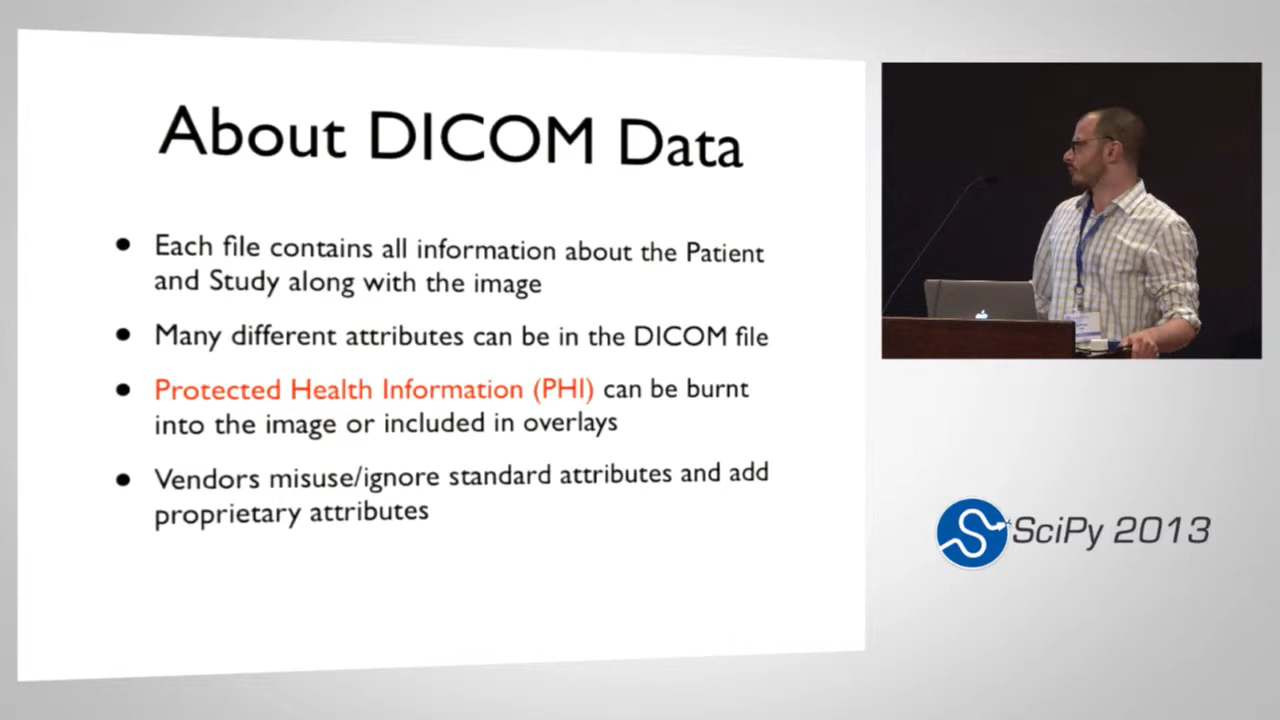 About DICOM Data
• Each file contains all information about the Patient
and Study along with the image
• Many different attributes can be in the DICOM file
• Protected Health Information (PHI) can be burnt
into the image or included in overlays
• Vendors misuse/ignore standard attributes and add
proprietary attributes
SciPy 2013